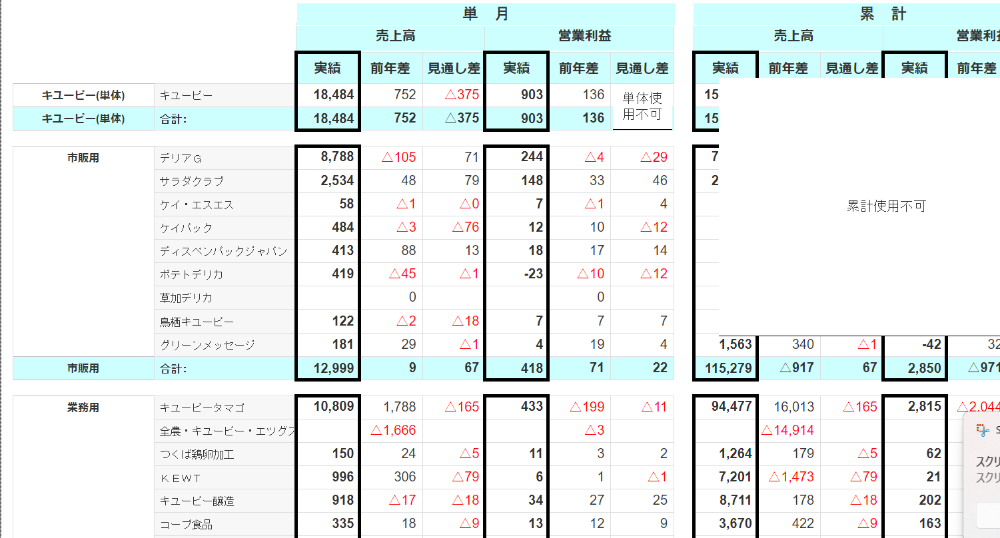 単 月 累 計
売上高 営業利益 売上高 営業利益
実績 前年差 見通し差 実績 前年差 見通し差 実績 前年差 見通し差 実績 前年差
キユーピー(単体) キユーピー 18,484 752 △375 903 136 単体使用不可 15
キユーピー(単体) 合計: 18,484 752 △375 903 136 15
市販用 デリアＧ 8,788 △105 71 244 △4 △29 7
サラダクラブ 2,534 48 79 148 33 46 2
ケイ・エスエス 58 △1 △0 7 △1 4
ケイパック 484 △3 △76 12 10 △12
ディスペンパックジャパン 413 88 13 18 17 14
累計使用不可
ポテトデリカ 419 △45 △1 -23 △10 △12
草加デリカ 0 0
鳥栖キユーピー 122 △2 △18 7 7 7
グリーンメッセージ 181 29 △1 4 19 4 1,563 340 △1 -42 32
市販用 合計: 12,999 9 67 418 71 22 115,279 △917 67 2,850 △971
業務用 キユーピータマゴ 10,809 1,788 △165 433 △199 △11 94,477 16,013 △165 2,815 △2,044
全農・キユーピー・エツグス △1,666 △3 △14,914
つくば鶏卵加工 150 24 △5 11 3 2 1,264 179 △5 62
ＫＥＷＴ 996 306 △79 6 1 △1 7,201 △1,473 △79 21
スクリ
スクリ
キユーピー醸造 918 △17 △18 34 27 25 8,711 178 △18 202
コープ食品 335 18 △9 13 12 9 3,670 422 △9 163